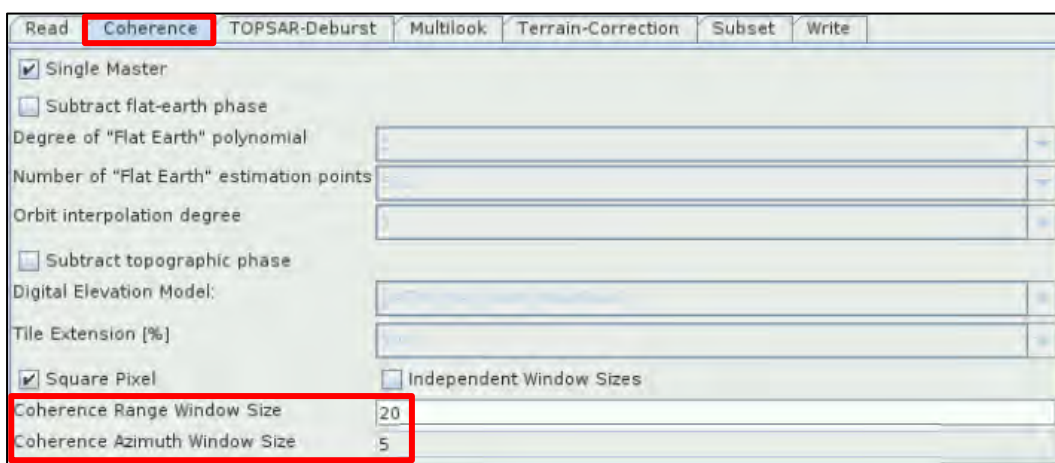 Read Coherence TOPSAR-Deburst Multilook Terrain-Correction Subset Write
Single Master
Subtract flat-earth phase
Degree of "Flat Earth" polynomial
Number of "Flat Earth" estimation points
Orbit interpolation degree
Subtract topographic phase
Digital Elevation Model:
Tile Extension [%]
Square Pixel Independent Window Sizes
Coherence Range Window Size 20
Coherence Azimuth Window Size 5